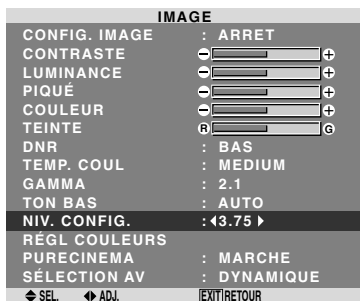 IMAGE
CONFIG. IMAGE : ARRET
CONTRASTE
LUMINANCE
PIQUÉ
COULEUR
TEINTE R G
DNR : BAS
TEMP. COUL : MEDIUM
GAMMA : 2.1
TON BAS : AUTO
NIV. CONFIG. : 3.75
RÉGL COULEURS
PURECINEMA : MARCHE
SÉLECTION AV : DYNAMIQUE
SEL. ADJ. EXIT RETOUR